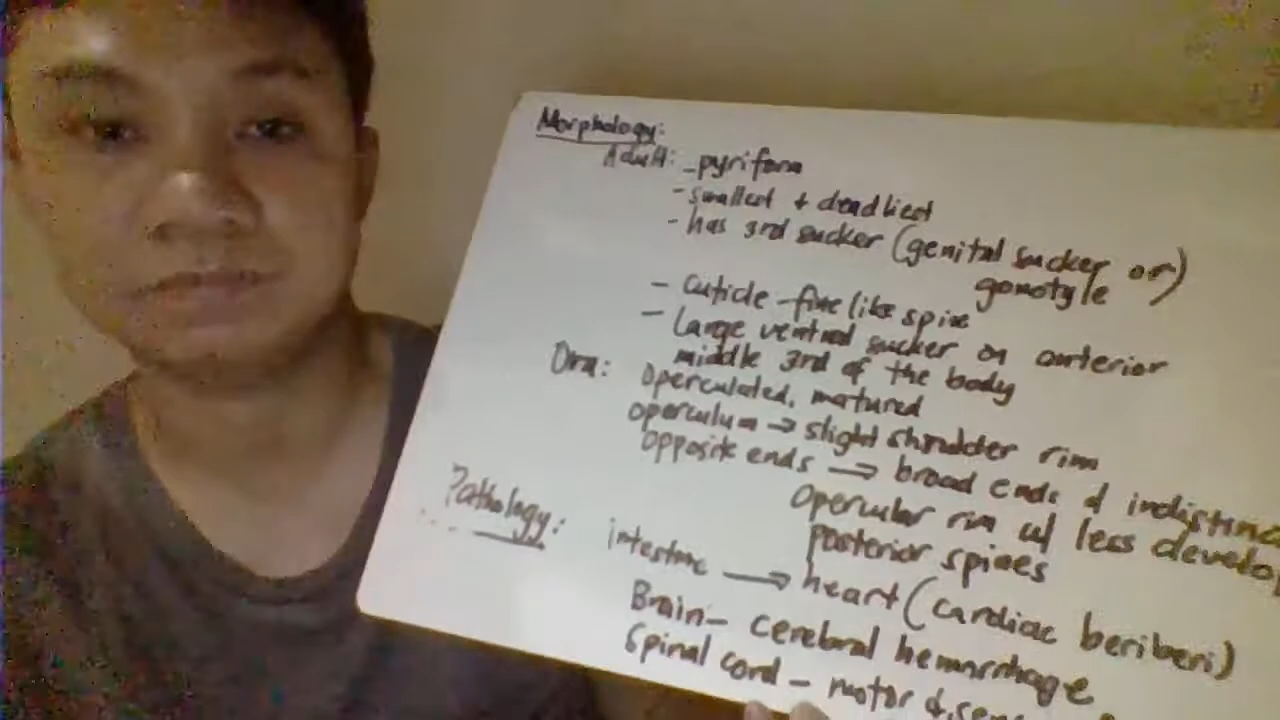 Morphology:
Adult: - pyriform
- smallest + deadliest
- has 3rd sucker (genital sucker or)
gonotyle
- Cuticle - fine like spine
- Large ventral sucker on anterior
middle 3rd of the body
Ova: operculated, matured
operculum → slight shoulder rim
opposite ends → broad ends d indistinc
opercular rim w/ less develop
posterior spines
Pathology: intestine → heart (cardiac beriberi)
Brain - cerebral hemorrhage
Spinal cord - motor &